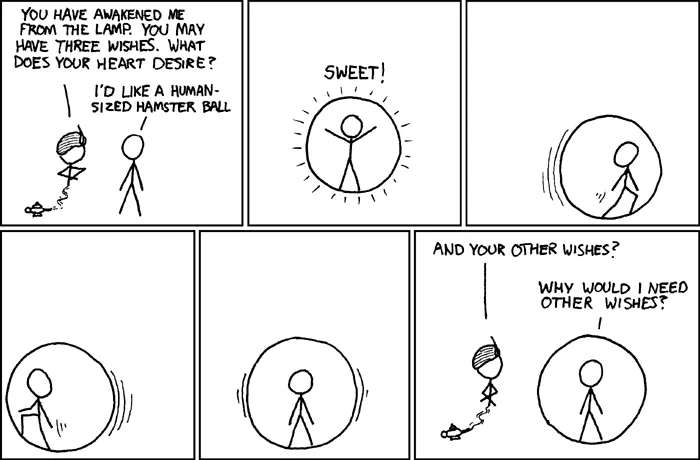 YOU HAVE AWAKENED ME
FROM THE LAMP. YOU MAY
HAVE THREE WISHES. WHAT
DOES YOUR HEART DESIRE?
I'D LIKE A HUMAN-
SIZED HAMSTER BALL
SWEET!
AND YOUR OTHER WISHES?
WHY WOULD I NEED
OTHER WISHES?